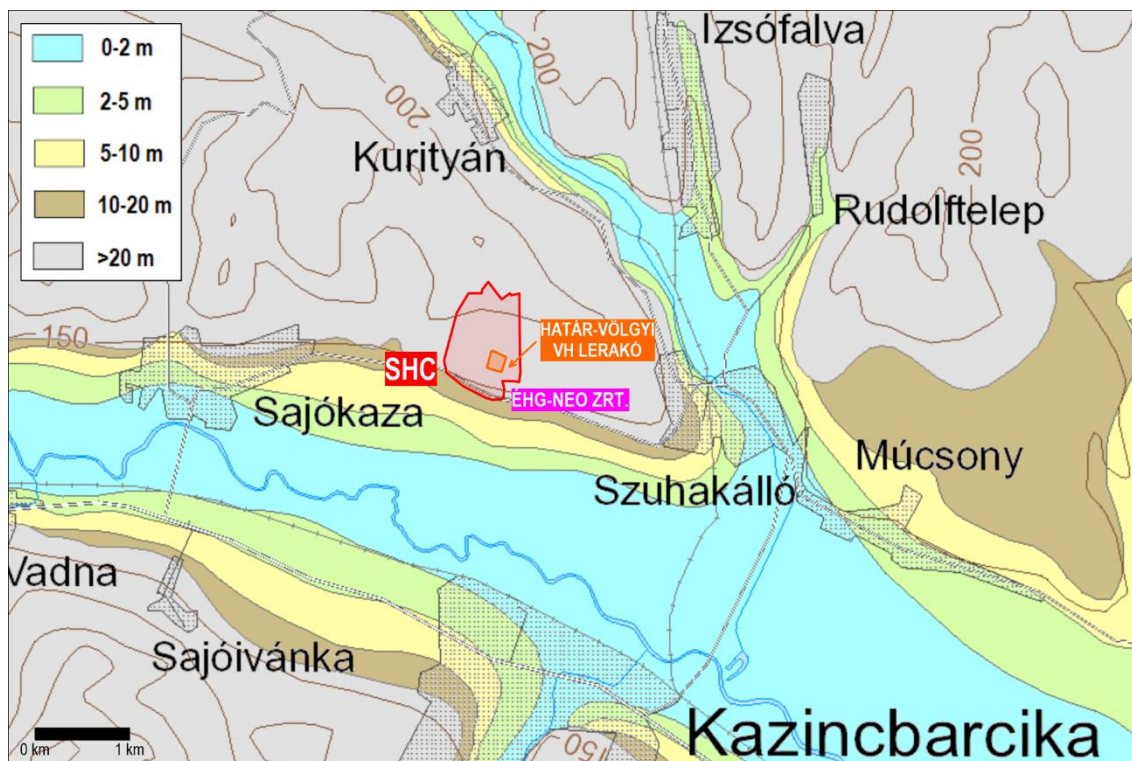 0-2 m
2-5 m
5-10 m
10-20 m
>20 m
Izsófalva
200
200
Kurityán
200
Rudolftelep
150
HATÁR-VÖLGYI
VH LERAKÓ
SHC
ÉHG-NEO ZRT.
Sajókaza
Múcsony
Szuhakálló
Vadna
Sajóivánka
Kazincbarcika
150
0 km
1 km